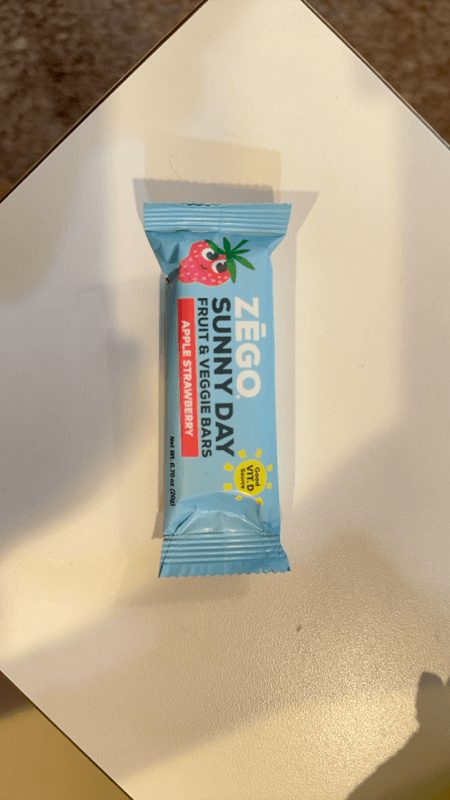 ZĒGO®
SUNNY DAY
FRUIT & VEGGIE BARS
APPLE STRAWBERRY
Good
VIT. D
Source
Net Wt. 0.70 oz (20g)